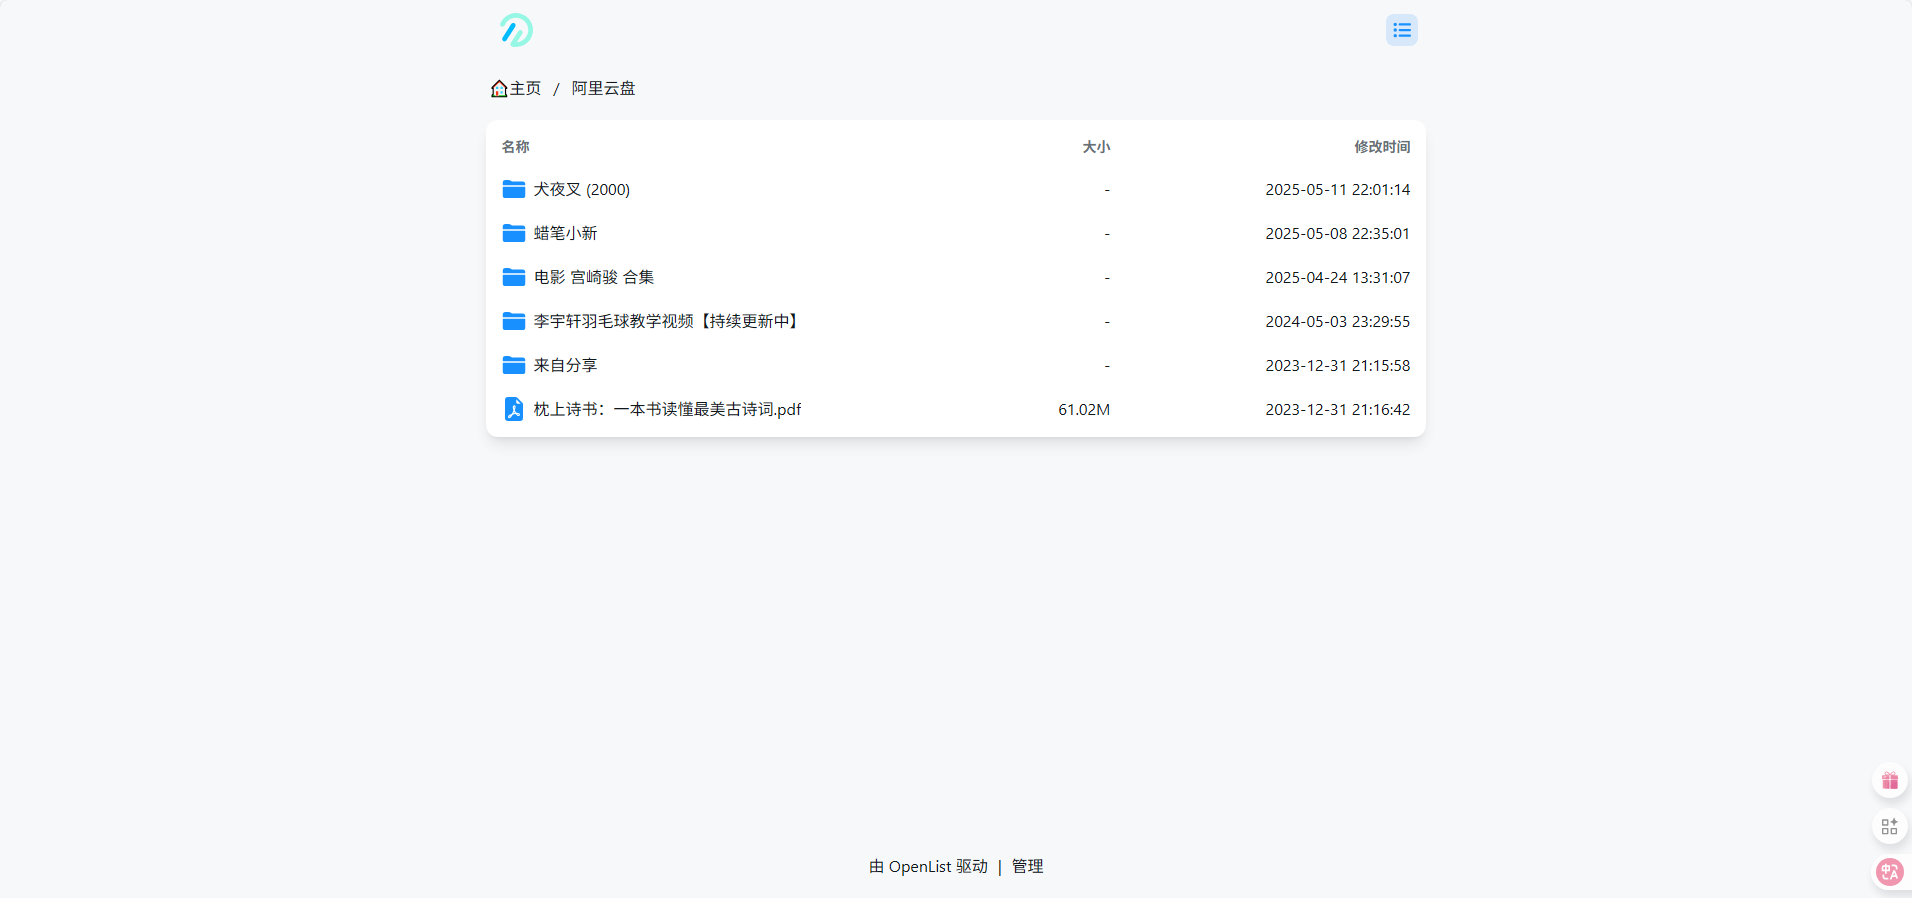 主页 / 阿里云盘
名称 大小 修改时间
犬夜叉 (2000) - 2025-05-11 22:01:14
蜡笔小新 - 2025-05-08 22:35:01
电影 宫崎骏 合集 - 2025-04-24 13:31:07
李宇轩羽毛球教学视频【持续更新中】 - 2024-05-03 23:29:55
来自分享 - 2023-12-31 21:15:58
枕上诗书：一本书读懂最美古诗词.pdf 61.02M 2023-12-31 21:16:42
由 OpenList 驱动 | 管理